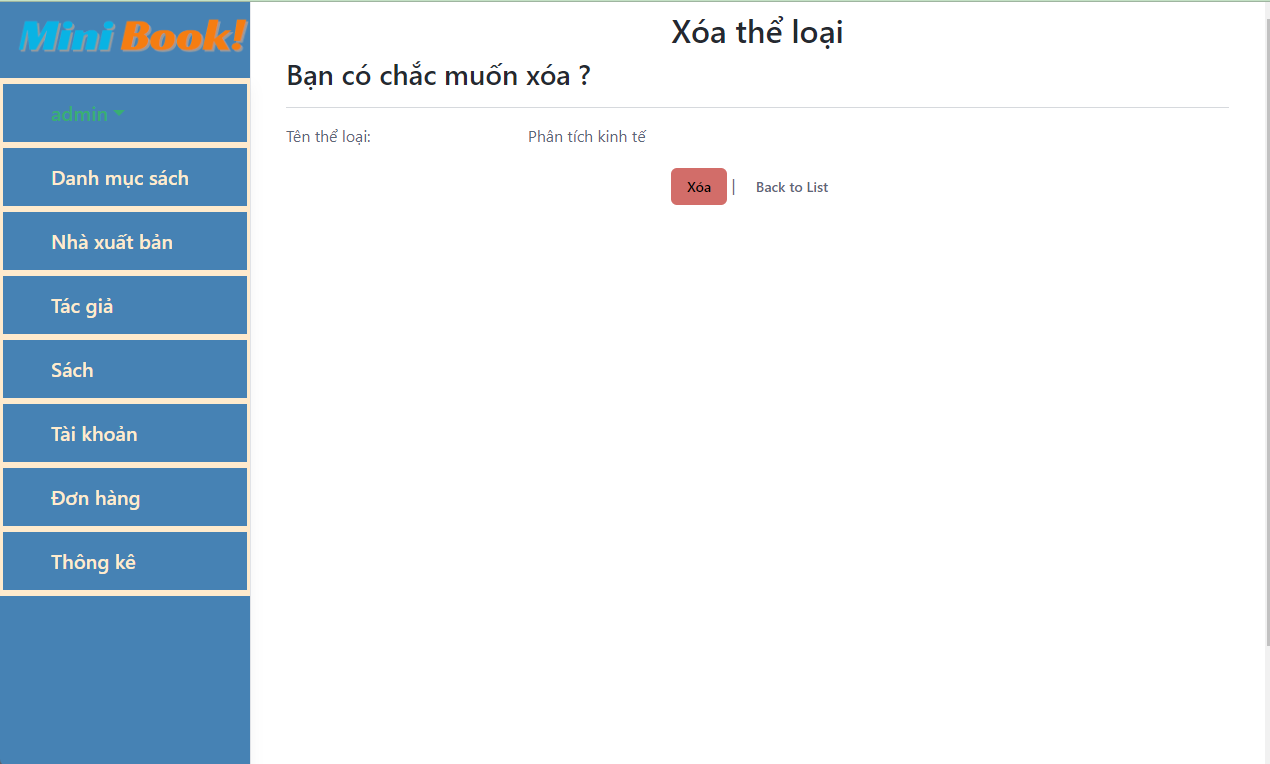 Mini Book!
admin
Danh mục sách
Nhà xuất bản
Tác giả
Sách
Tài khoản
Đơn hàng
Thông kê
Xóa thể loại
Bạn có chắc muốn xóa ?
Tên thể loại: Phân tích kinh tế
Xóa | Back to List